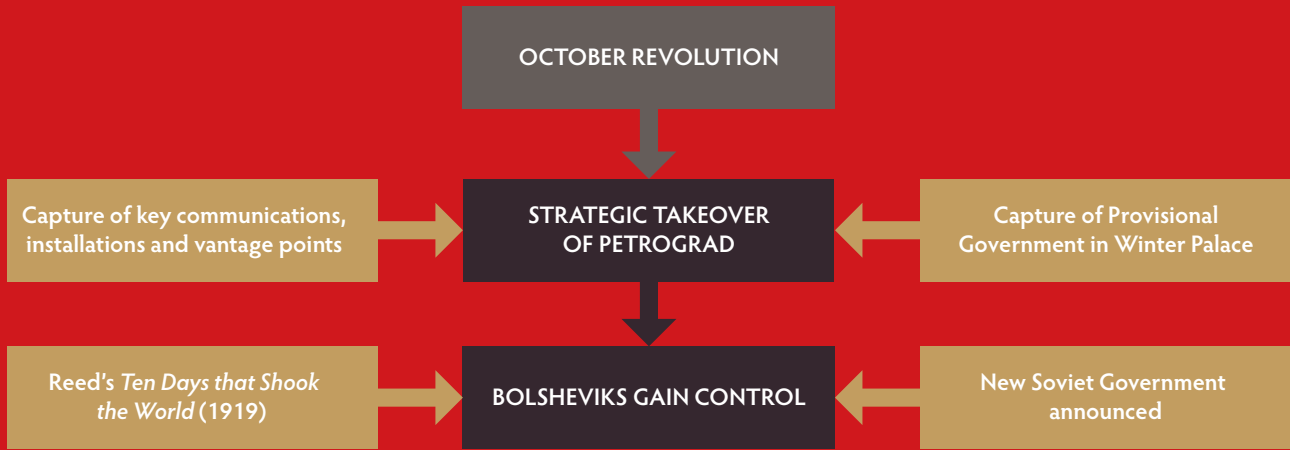 OCTOBER REVOLUTION
Capture of key communications,
installations and vantage points
STRATEGIC TAKEOVER
OF PETROGRAD
Capture of Provisional
Government in Winter Palace
Reed's Ten Days that Shook
the World (1919)
BOLSHEVIKS GAIN CONTROL
New Soviet Government
announced